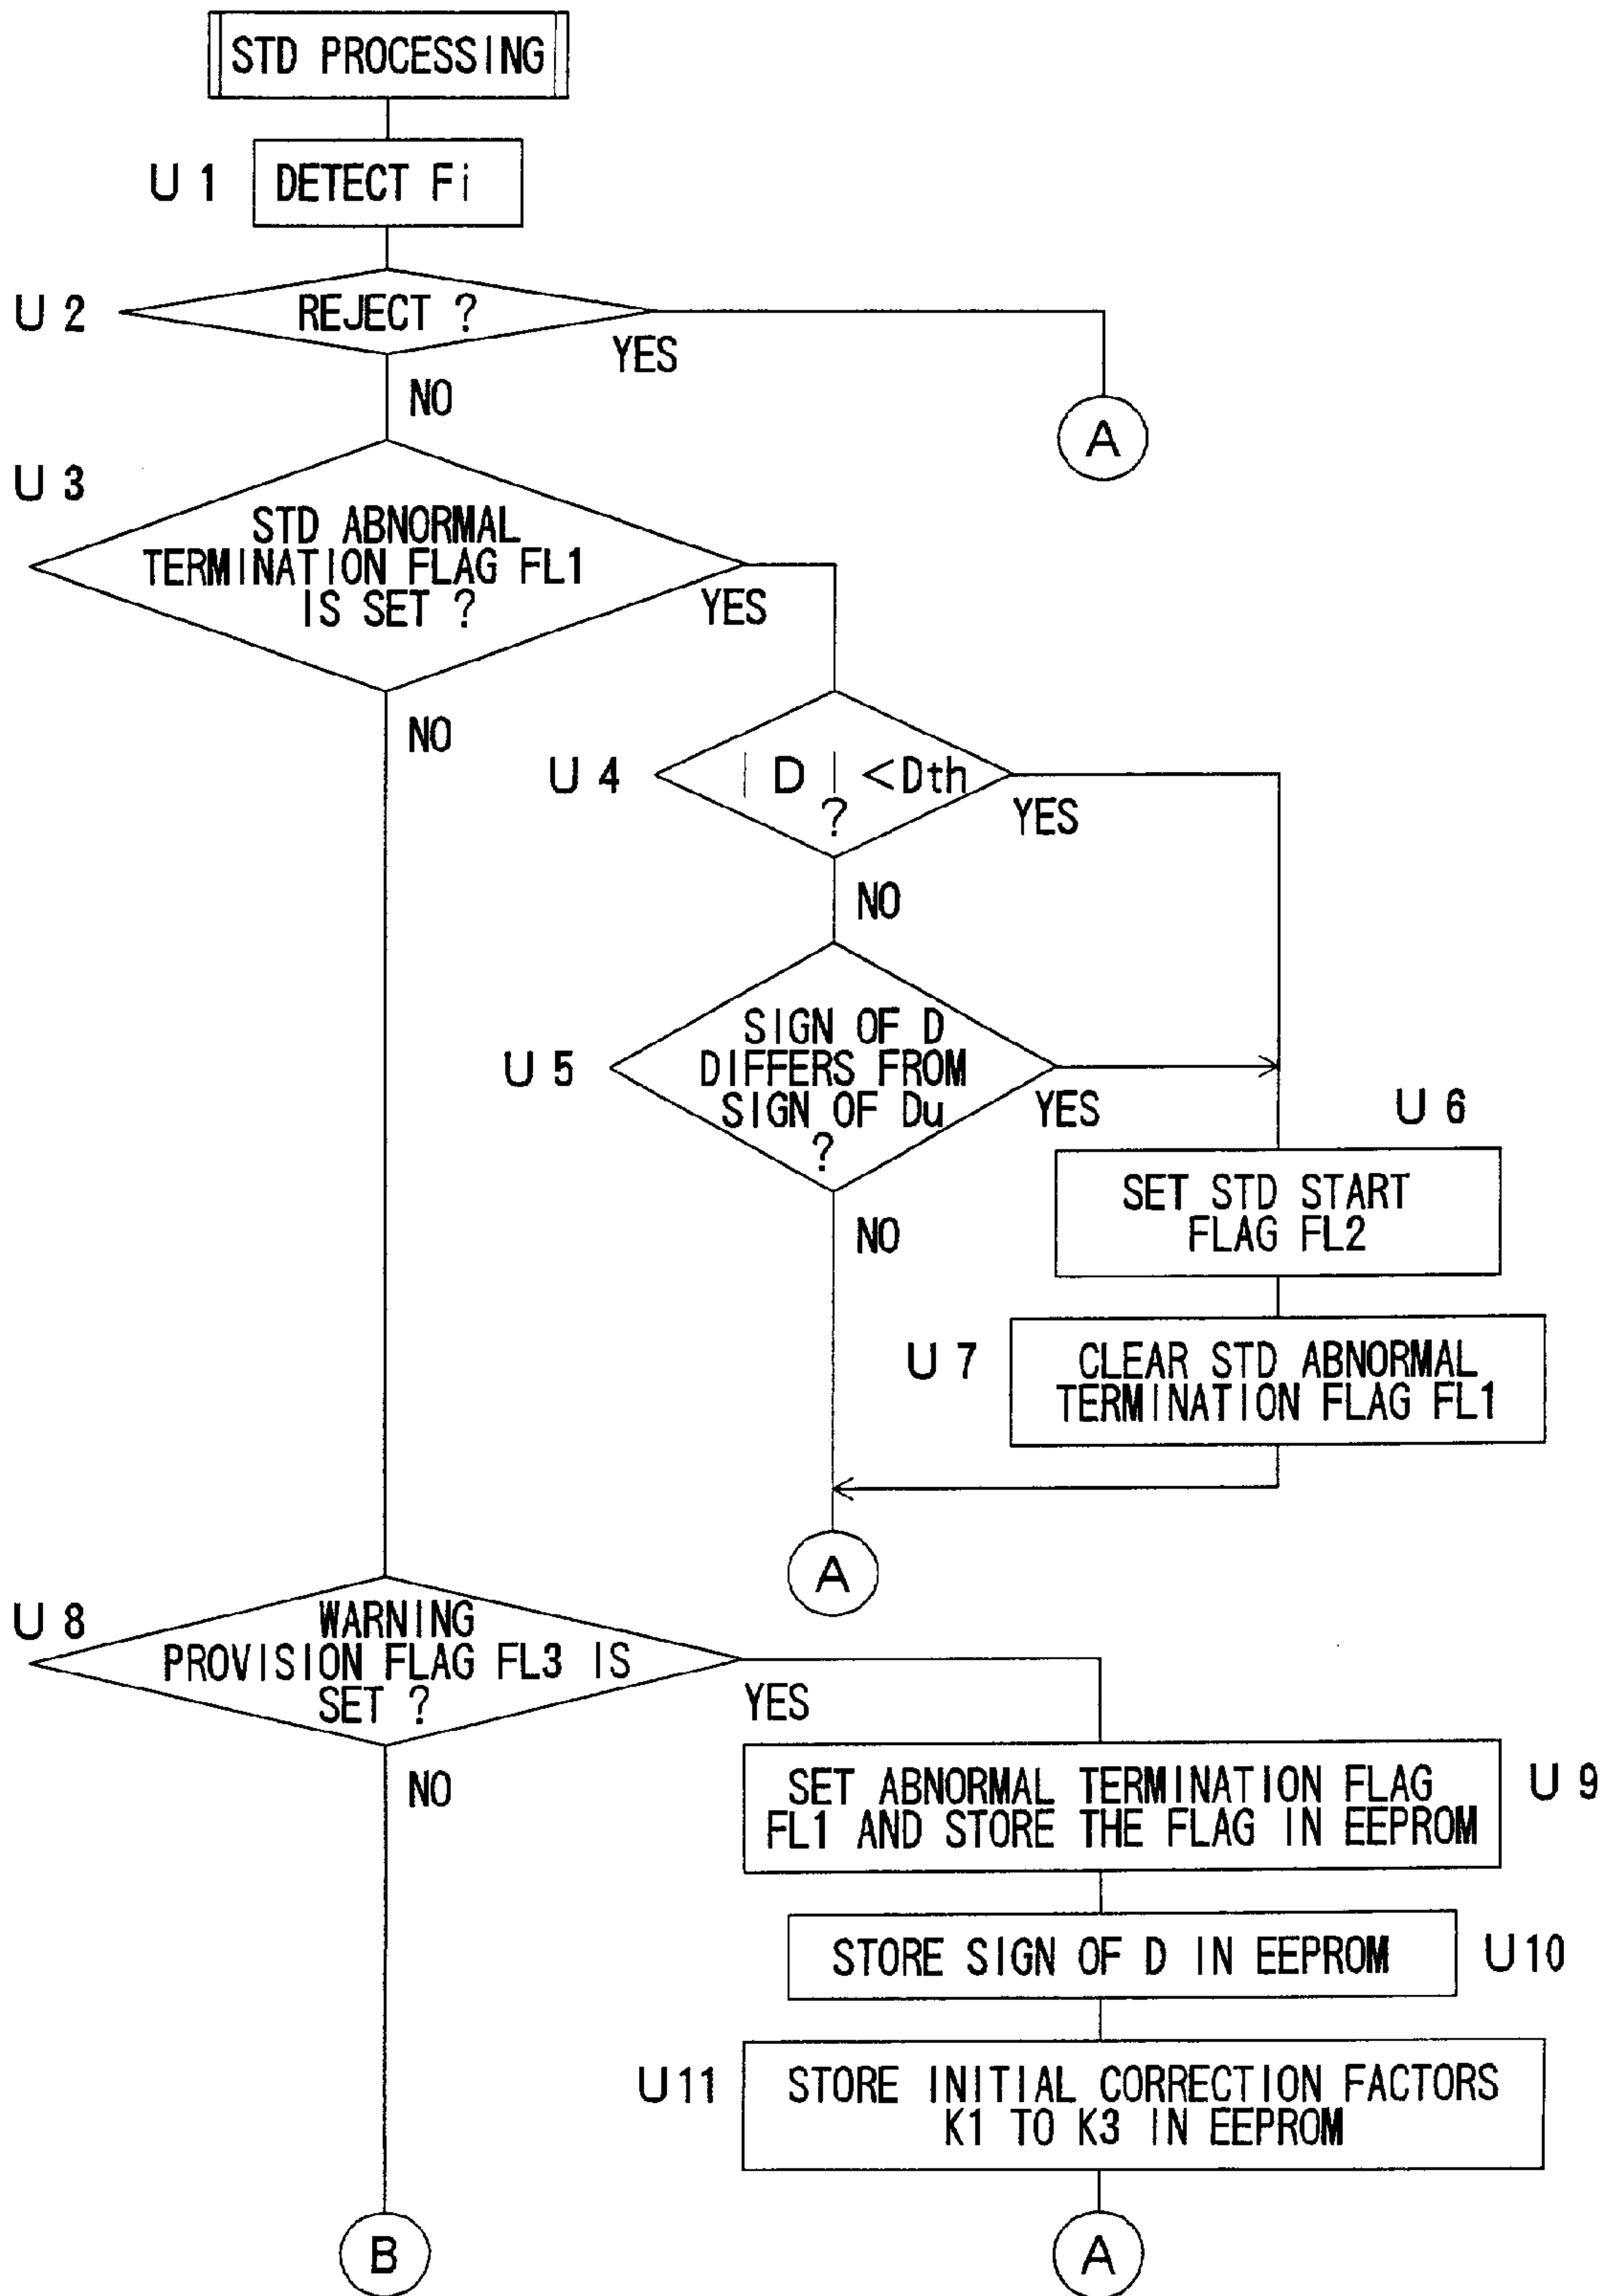 STD PROCESSING
U 1
DETECT Fi
U 2
REJECT ?
YES
NO
A
U 3
STD ABNORMAL
TERMINATION FLAG FL1
IS SET ?
YES
NO
U 4
| D | <Dth
?
YES
NO
U 5
SIGN OF D
DIFFERS FROM
SIGN OF Du
?
YES
NO
U 6
SET STD START
FLAG FL2
U 7
CLEAR STD ABNORMAL
TERMINATION FLAG FL1
A
U 8
WARNING
PROVISION FLAG FL3 IS
SET ?
YES
NO
SET ABNORMAL TERMINATION FLAG
FL1 AND STORE THE FLAG IN EEPROM
U 9
STORE SIGN OF D IN EEPROM
U10
U11
STORE INITIAL CORRECTION FACTORS
K1 TO K3 IN EEPROM
B
A